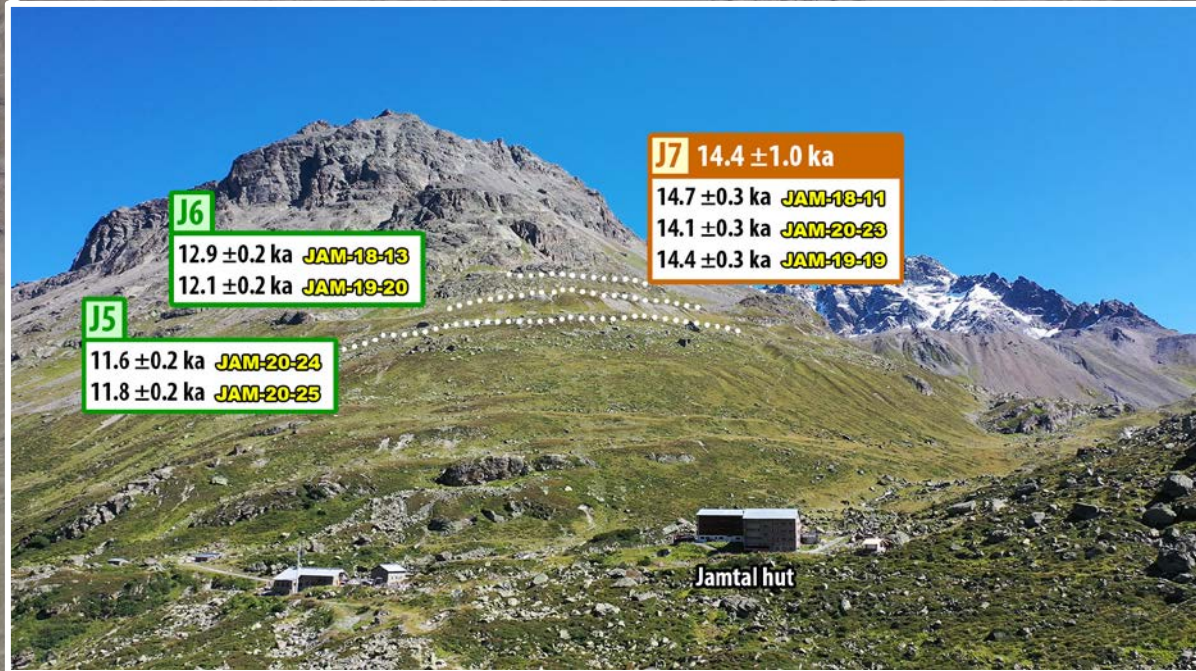 J7 14.4 ±1.0 ka
14.7 ±0.3 ka JAM-18-11
14.1 ±0.3 ka JAM-20-23
14.4 ±0.3 ka JAM-19-19
J6
12.9 ±0.2 ka JAM-18-13
12.1 ±0.2 ka JAM-19-20
J5
11.6 ±0.2 ka JAM-20-24
11.8 ±0.2 ka JAM-20-25
Jamtal hut